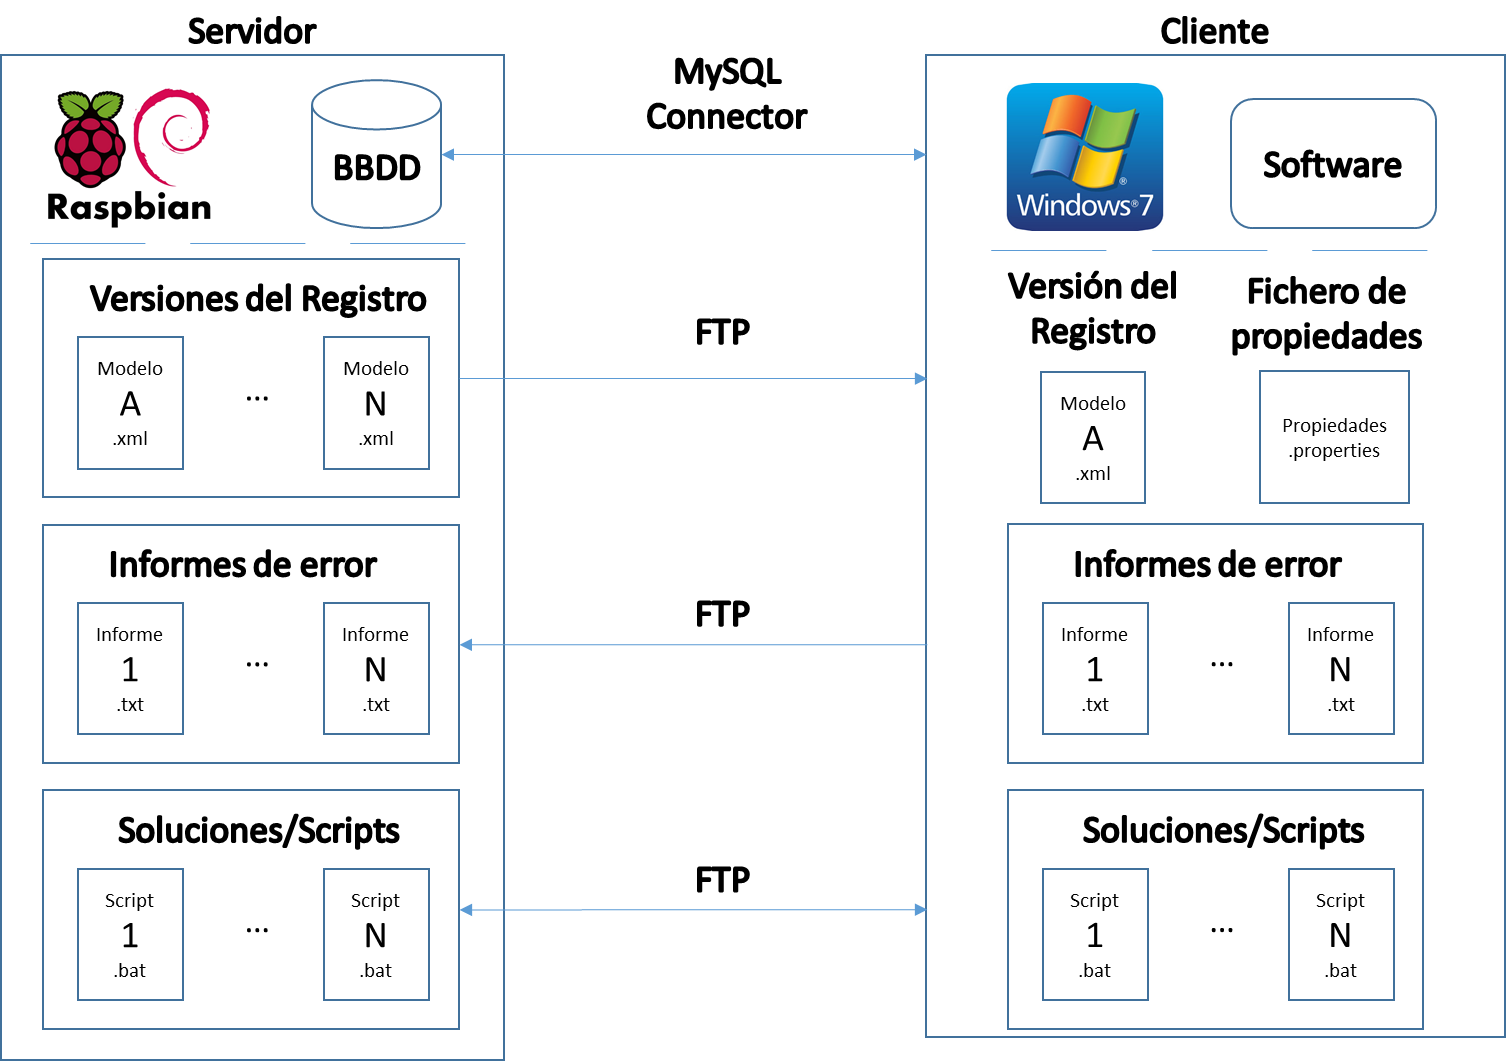 Servidor
Raspbian
BBDD
Versiones del Registro
Modelo
A
.xml
...
Modelo
N
.xml
Informes de error
Informe
1
.txt
...
Informe
N
.txt
Soluciones/Scripts
Script
1
.bat
...
Script
N
.bat
MySQL
Connector
FTP
FTP
FTP
Cliente
Windows®7
®
Software
Versión del
Registro
Modelo
A
.xml
Fichero de
propiedades
Propiedades
.properties
Informes de error
Informe
1
.txt
...
Informe
N
.txt
Soluciones/Scripts
Script
1
.bat
...
Script
N
.bat